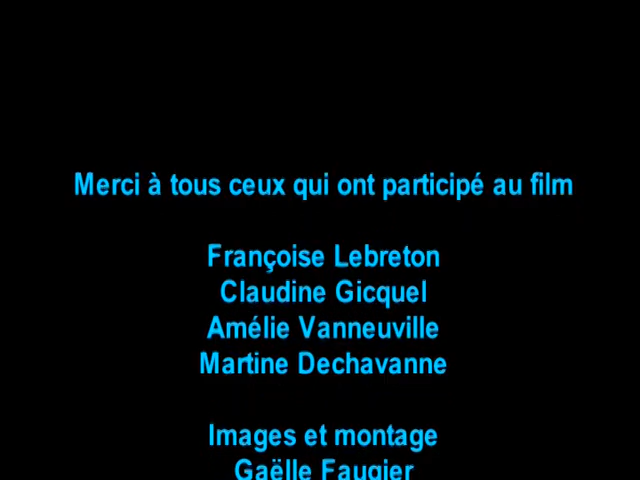 Merci à tous ceux qui ont participé au film
Françoise Lebreton
Claudine Gicquel
Amélie Vanneuville
Martine Dechavanne
Images et montage
Gaëlle Faugier